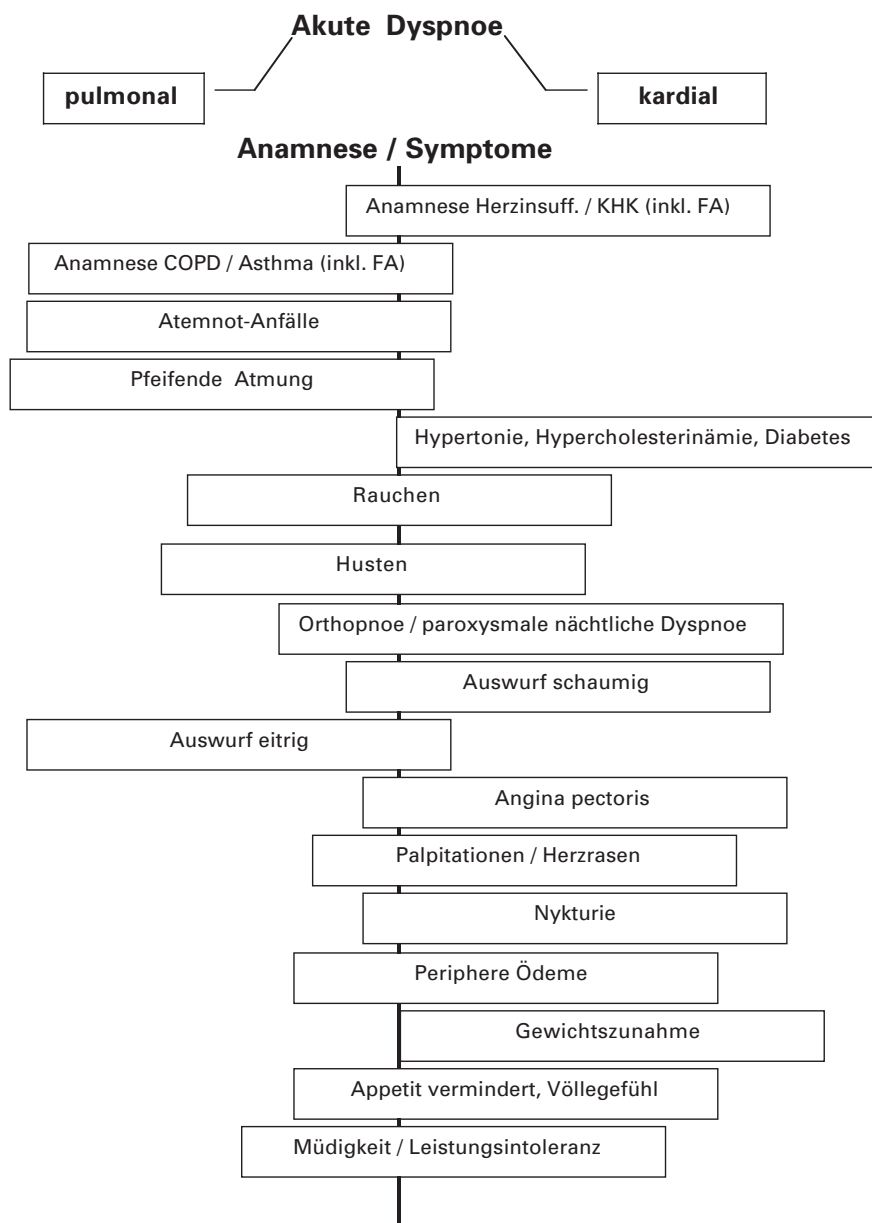 Akute Dyspnoe
pulmonal
kardial
Anamnese / Symptome
Anamnese Herzinsuff. / KHK (inkl. FA)
Anamnese COPD / Asthma (inkl. FA)
Atemnot-Anfälle
Pfeifende Atmung
Hypertonie, Hypercholesterinämie, Diabetes
Rauchen
Husten
Orthopnoe / paroxysmale nächtliche Dyspnoe
Auswurf schaumig
Auswurf eitrig
Angina pectoris
Palpitationen / Herzrasen
Nykturie
Periphere Ödeme
Gewichtszunahme
Appetit vermindert, Völlegefühl
Müdigkeit / Leistungsintoleranz